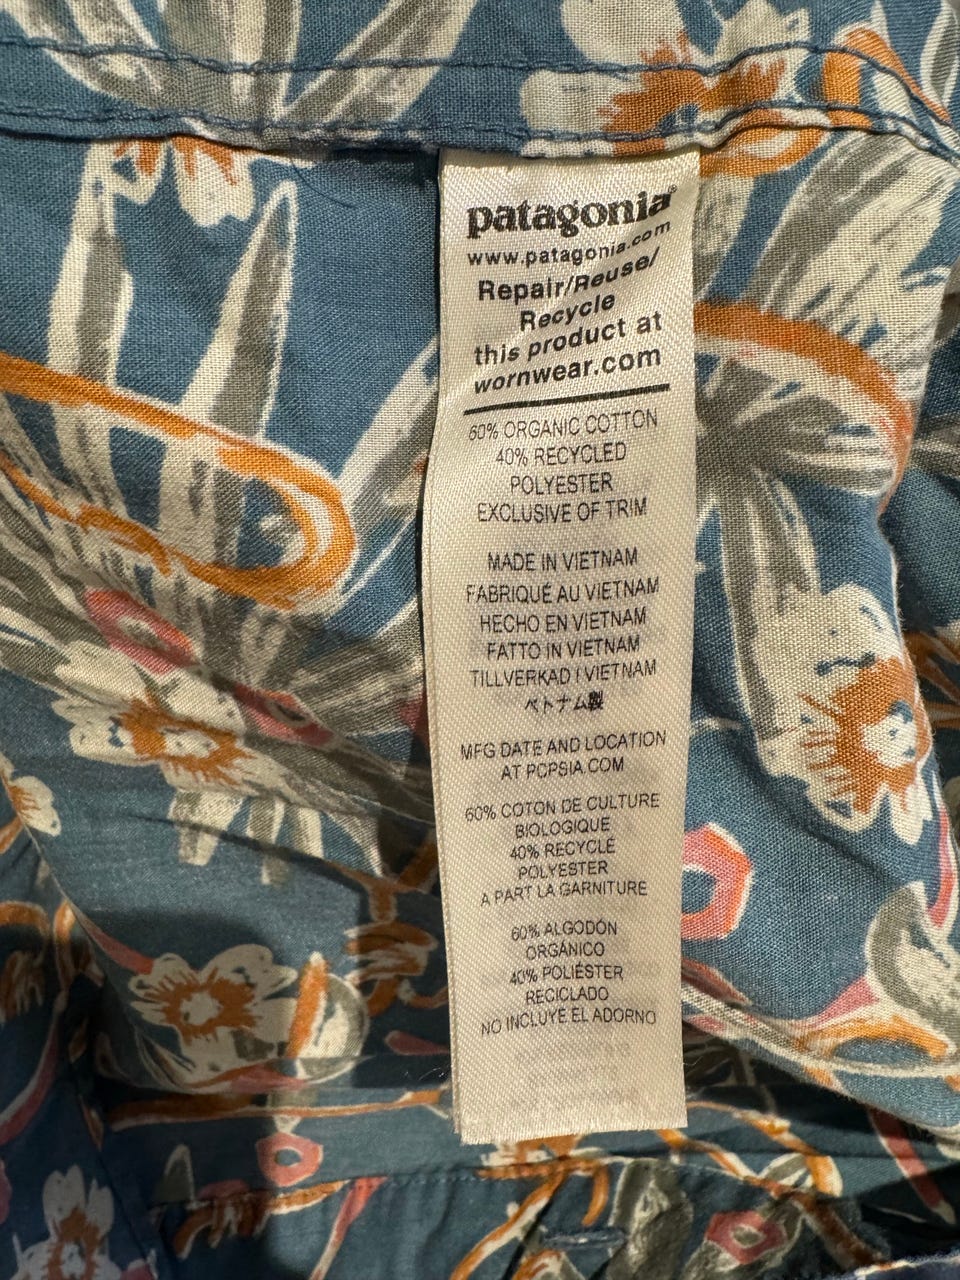 patagonia®
www.patagonia.com
Repair/Reuse/
Recycle
this product at
wornwear.com
60% ORGANIC COTTON
40% RECYCLED
POLYESTER
EXCLUSIVE OF TRIM
MADE IN VIETNAM
FABRIQUÉ AU VIETNAM
HECHO EN VIETNAM
FATTO IN VIETNAM
TILLVERKAD I VIETNAM
ベトナム製
MFG DATE AND LOCATION
AT PCPSIA.COM
60% COTON DE CULTURE
BIOLOGIQUE
40% RECYCLÉ
POLYESTER
A PART LA GARNITURE
60% ALGODÓN
ORGÁNICO
40% POLIÉSTER
RECICLADO
NO INCLUYE EL ADORNO